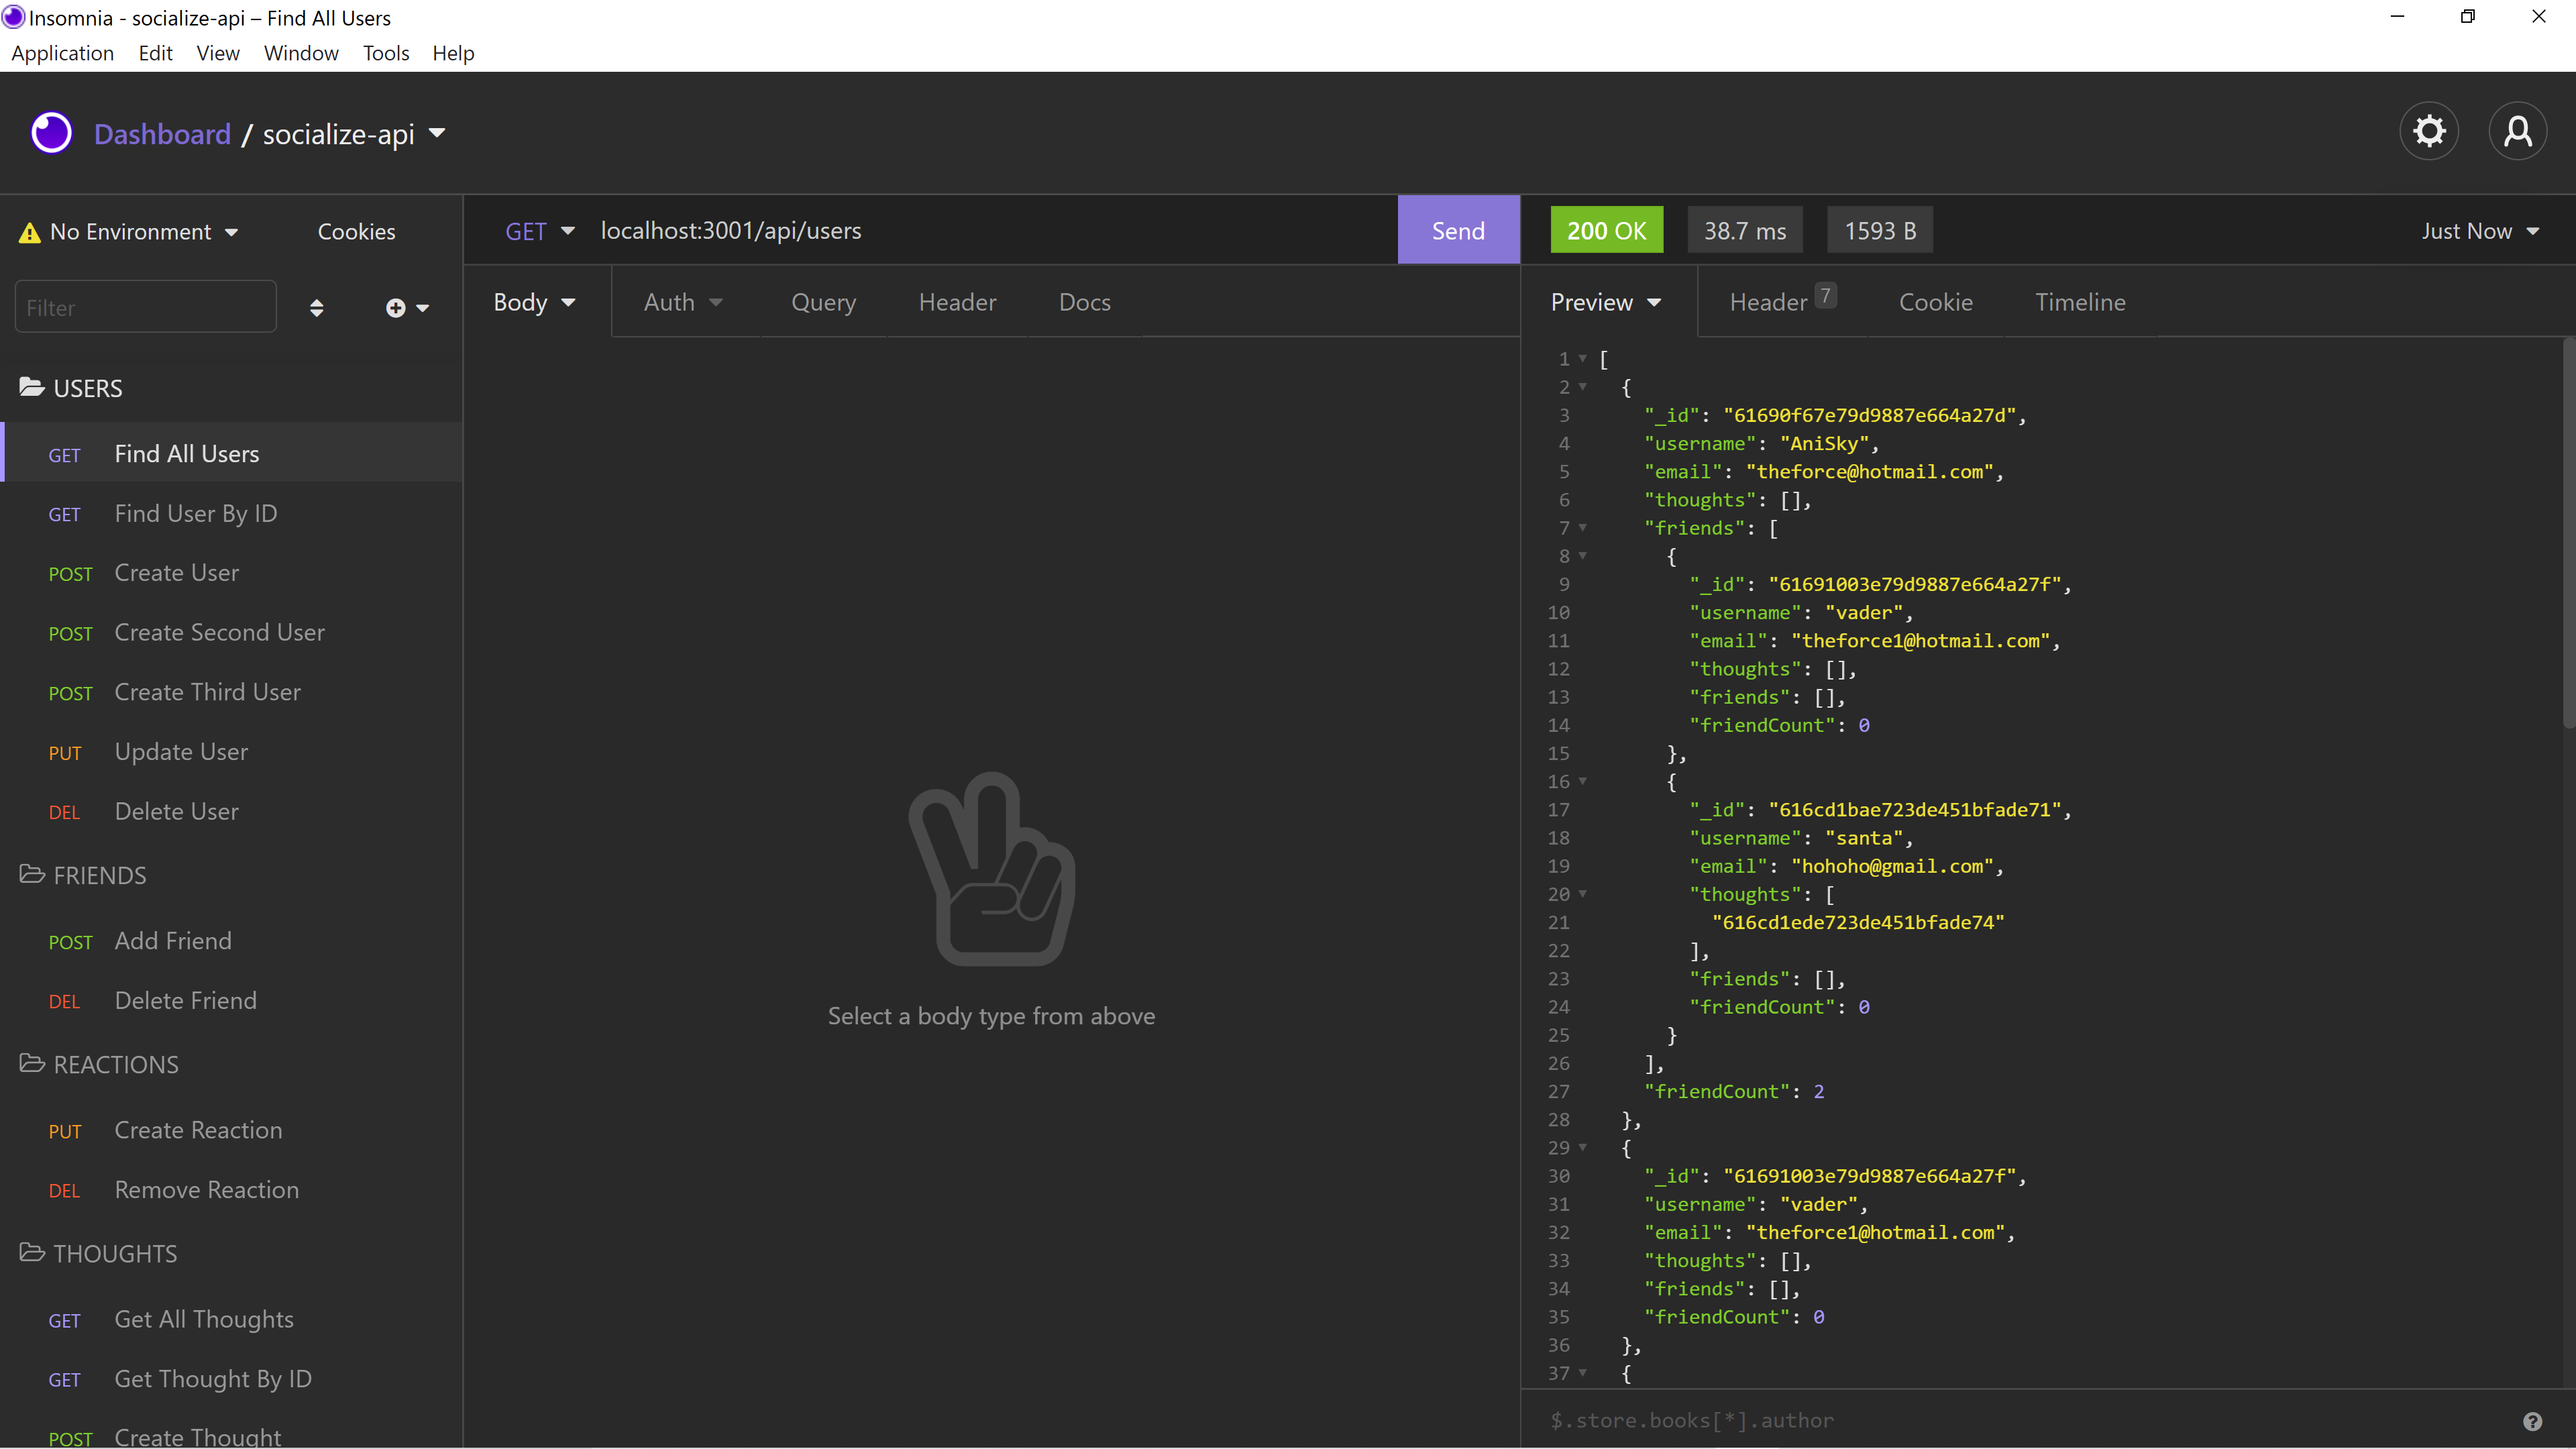 Insomnia - socialize-api – Find All Users
Application Edit View Window Tools Help
Dashboard / socialize-api
No Environment Cookies
Filter
USERS
GET Find All Users
GET Find User By ID
POST Create User
POST Create Second User
POST Create Third User
PUT Update User
DEL Delete User
FRIENDS
POST Add Friend
DEL Delete Friend
REACTIONS
PUT Create Reaction
DEL Remove Reaction
THOUGHTS
GET Get All Thoughts
GET Get Thought By ID
POST Create Thought
GET localhost:3001/api/users Send
Body Auth Query Header Docs
Select a body type from above
200 OK 38.7 ms 1593 B Just Now
Preview Header 7 Cookie Timeline
1 [
2 {
3 "_id": "61690f67e79d9887e664a27d",
4 "username": "AniSky",
5 "email": "theforce@hotmail.com",
6 "thoughts": [],
7 "friends": [
8 {
9 "_id": "61691003e79d9887e664a27f",
10 "username": "vader",
11 "email": "theforce1@hotmail.com",
12 "thoughts": [],
13 "friends": [],
14 "friendCount": 0
15 },
16 {
17 "_id": "616cd1bae723de451bfade71",
18 "username": "santa",
19 "email": "hohoho@gmail.com",
20 "thoughts": [
21 "616cd1ede723de451bfade74"
22 ],
23 "friends": [],
24 "friendCount": 0
25 }
26 ],
27 "friendCount": 2
28 },
29 {
30 "_id": "61691003e79d9887e664a27f",
31 "username": "vader",
32 "email": "theforce1@hotmail.com",
33 "thoughts": [],
34 "friends": [],
35 "friendCount": 0
36 },
37 {
$.store.books[*].author